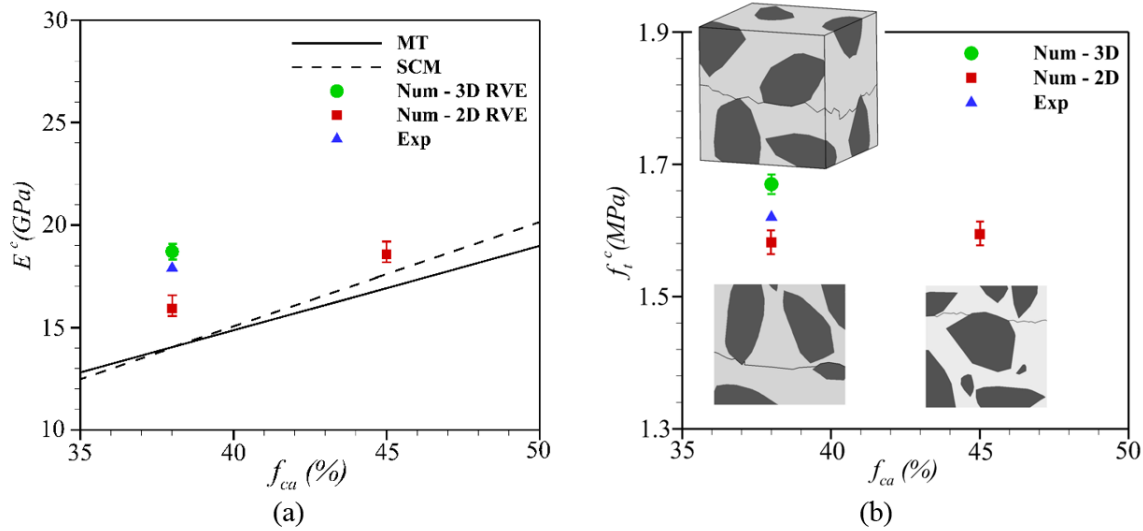 30
25
20
15
10
35
40
45
50
E^c (GPa)
f_ca (%)
MT
SCM
Num - 3D RVE
Num - 2D RVE
Exp
(a)
1.9
1.7
1.5
1.3
35
40
45
50
f_t^c (MPa)
f_ca (%)
Num - 3D
Num - 2D
Exp
(b)